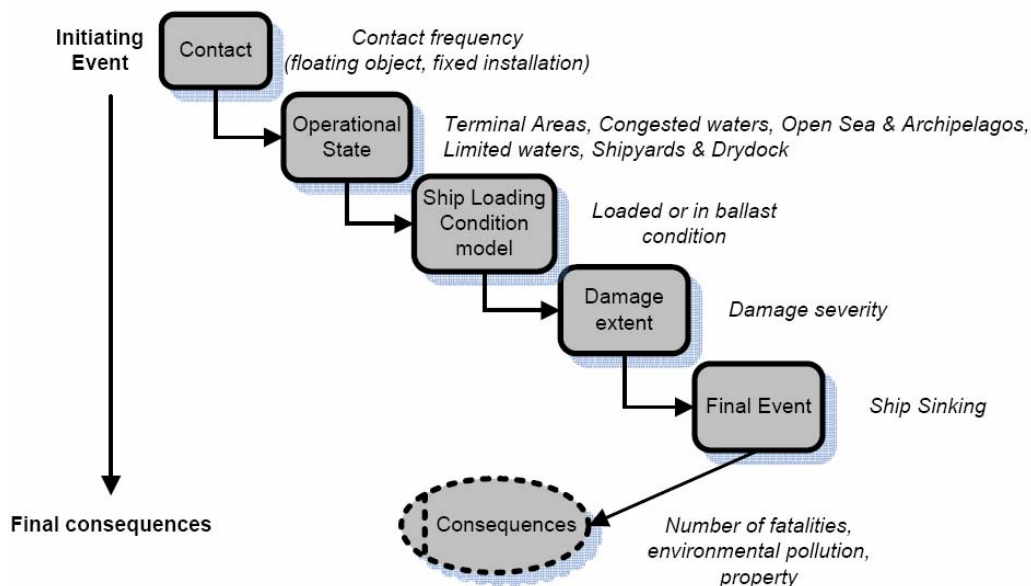 Initiating
Event
Contact
Contact frequency
(floating object, fixed installation)
Operational
State
Terminal Areas, Congested waters, Open Sea & Archipelagos,
Limited waters, Shipyards & Drydock
Ship Loading
Condition
model
Loaded or in ballast
condition
Damage
extent
Damage severity
Final Event
Ship Sinking
Final consequences
Consequences
Number of fatalities,
environmental pollution,
property